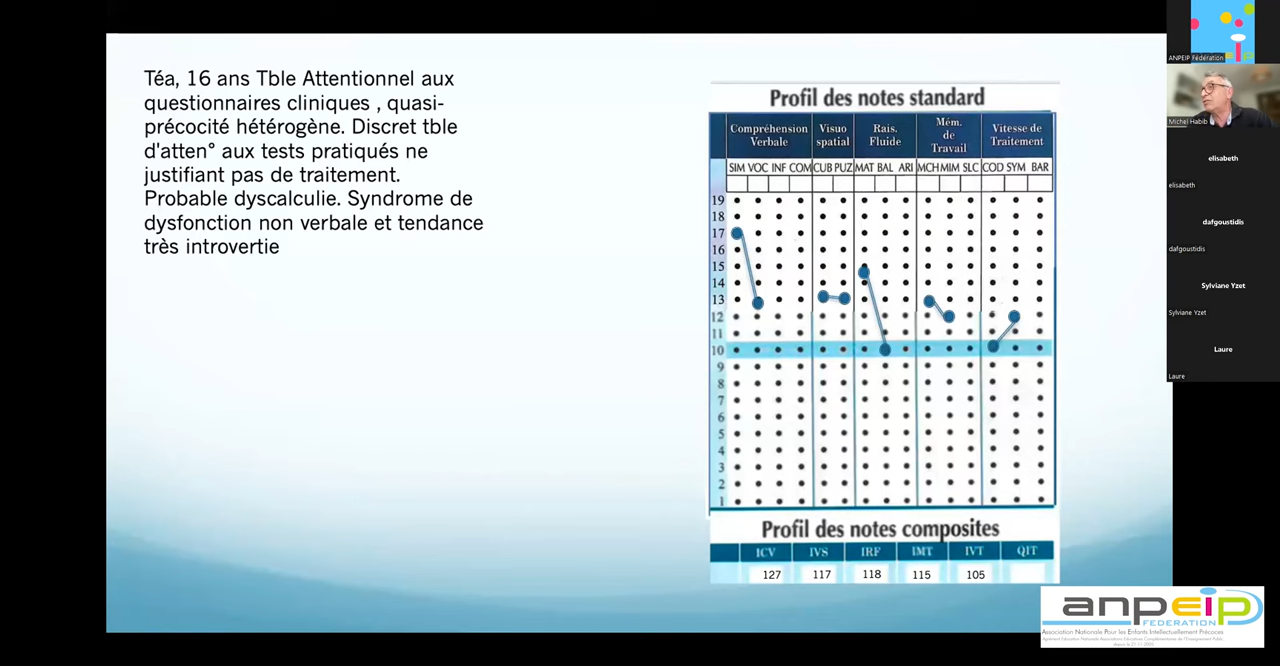 Téa, 16 ans Tble Attentionnel aux
questionnaires cliniques , quasi-
précocité hétérogène. Discret tble
d'atten° aux tests pratiqués ne
justifiant pas de traitement.
Probable dyscalculie. Syndrome de
dysfonction non verbale et tendance
très introvertie
Profil des notes standard
Compréhension Verbale Visuo spatial Rais. Fluide Mém. de Travail Vitesse de Traitement
SIM VOC INF COM CUB PUZ MAT BAL ARI MCH MIM SLC COD SYM BAR
19
18
17
16
15
14
13
12
11
10
9
8
7
6
5
4
3
2
1
Profil des notes composites
ICV IVS IRF IMT IVT QIT
127 117 118 115 105
ANPEIP Fédération
Michel Habib
elisabeth
elisabeth
dafgoustidis
dafgoustidis
Sylviane Yzet
Sylviane Yzet
Laure
Laure
anpeip
FEDERATION
Association Nationale Pour les Enfants Intellectuellement Précoces